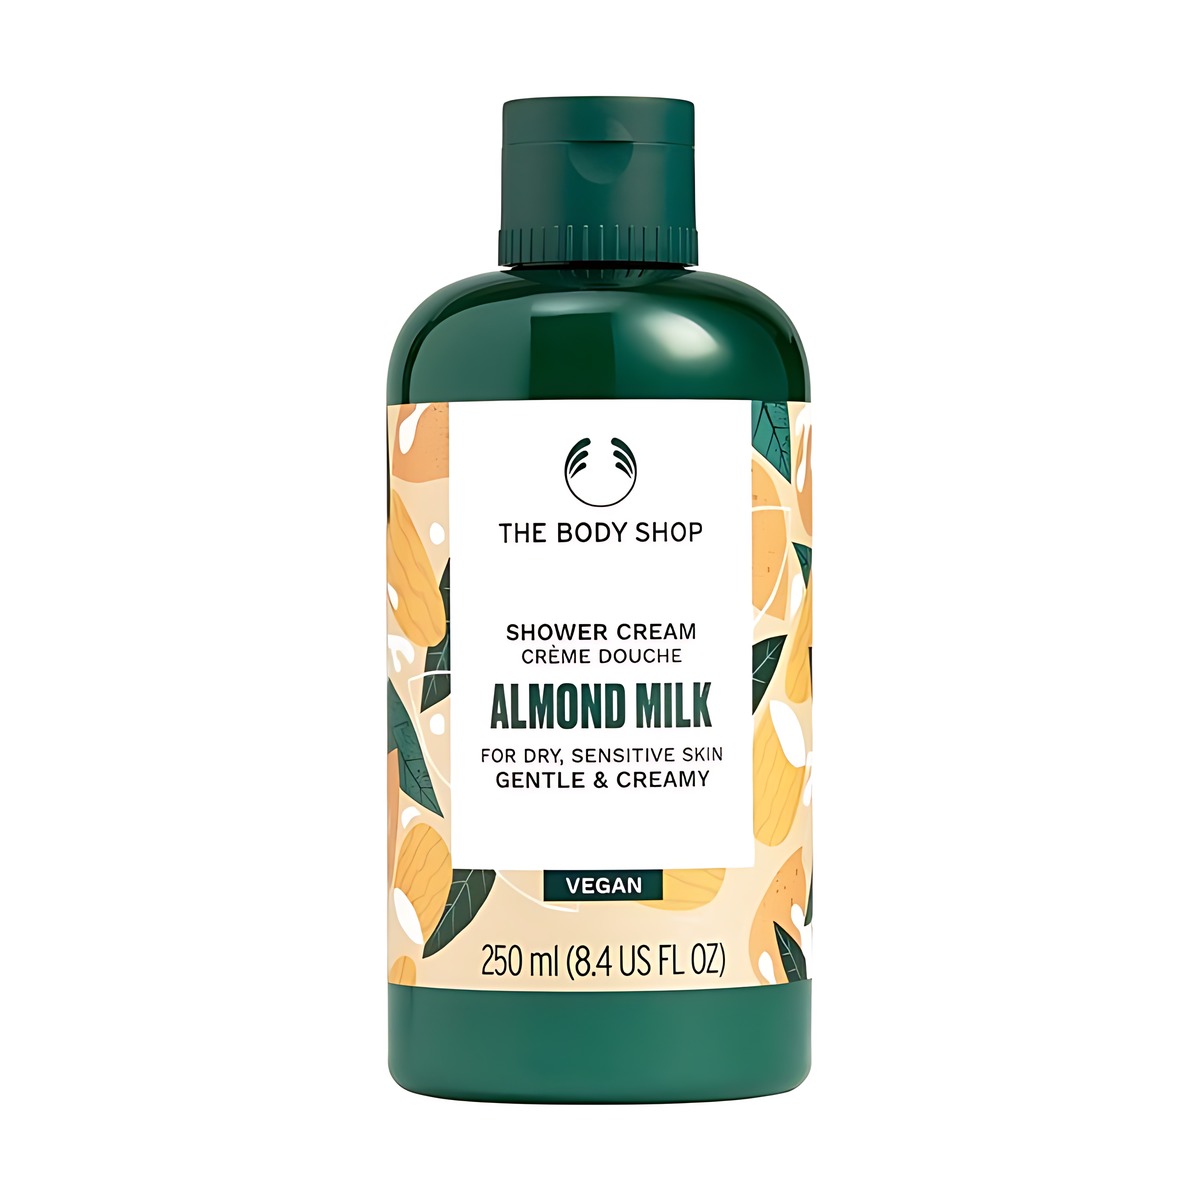 THE BODY SHOP
SHOWER CREAM
CRÈME DOUCHE
ALMOND MILK
FOR DRY, SENSITIVE SKIN
GENTLE & CREAMY
VEGAN
250 ml (8.4 US FL OZ)